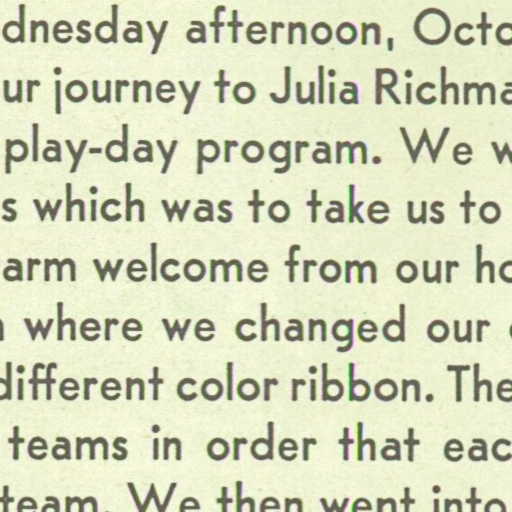 dnesday afternoon, Octo
ur journey to Julia Richma
play-day program. We w
s which was to take us to
arm welcome from our ho
where we changed our
different color ribbon. The
teams in order that eac
team. We then went into